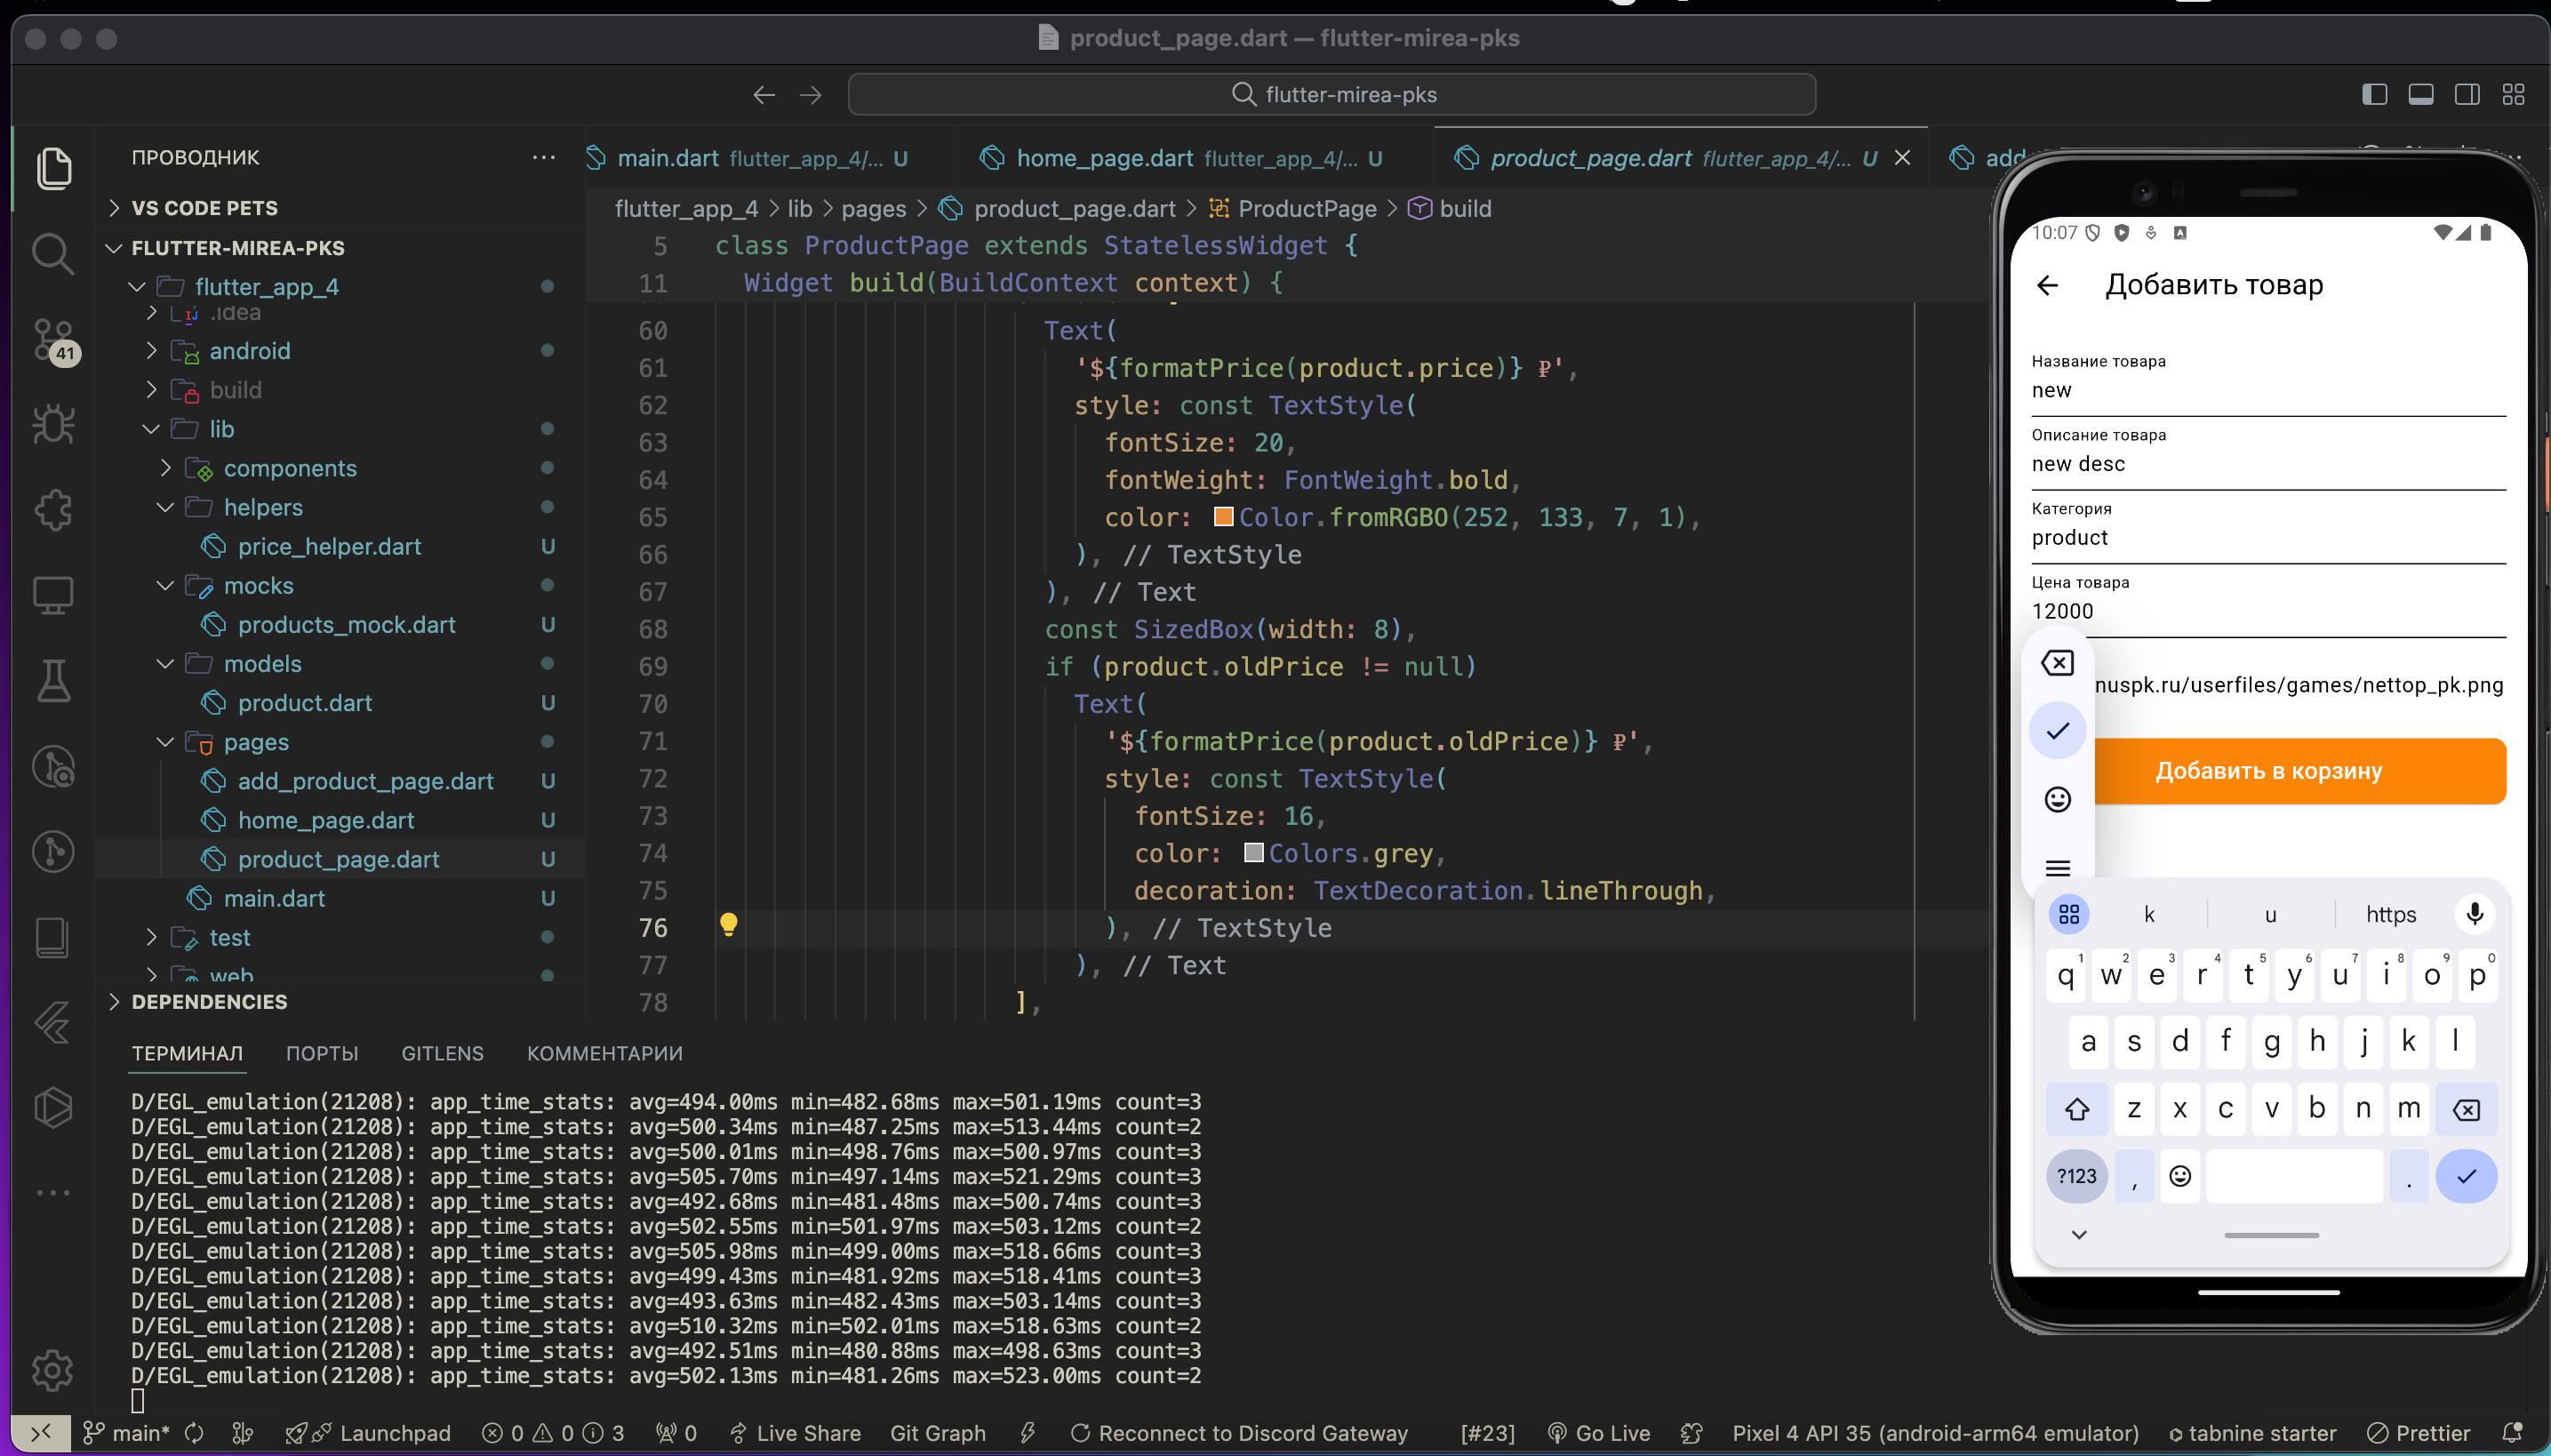 product_page.dart — flutter-mirea-pks
flutter-mirea-pks
ПРОВОДНИК
VS CODE PETS
FLUTTER-MIREA-PKS
flutter_app_4
.idea
android
build
lib
components
helpers
price_helper.dart U
mocks
products_mock.dart U
models
product.dart U
pages
add_product_page.dart U
home_page.dart U
product_page.dart U
main.dart U
test
web
DEPENDENCIES
41
main.dart flutter_app_4/... U
home_page.dart flutter_app_4/... U
product_page.dart flutter_app_4/... U
add
flutter_app_4 > lib > pages > product_page.dart > ProductPage > build
5 class ProductPage extends StatelessWidget {
11 Widget build(BuildContext context) {
60 Text(
61 '${formatPrice(product.price)} ₽',
62 style: const TextStyle(
63 fontSize: 20,
64 fontWeight: FontWeight.bold,
65 color: Color.fromRGBO(252, 133, 7, 1),
66 ), // TextStyle
67 ), // Text
68 const SizedBox(width: 8),
69 if (product.oldPrice != null)
70 Text(
71 '${formatPrice(product.oldPrice)} ₽',
72 style: const TextStyle(
73 fontSize: 16,
74 color: Colors.grey,
75 decoration: TextDecoration.lineThrough,
76 ), // TextStyle
77 ), // Text
78 ],
ТЕРМИНАЛ ПОРТЫ GITLENS КОММЕНТАРИИ
D/EGL_emulation(21208): app_time_stats: avg=494.00ms min=482.68ms max=501.19ms count=3
D/EGL_emulation(21208): app_time_stats: avg=500.34ms min=487.25ms max=513.44ms count=2
D/EGL_emulation(21208): app_time_stats: avg=500.01ms min=498.76ms max=500.97ms count=3
D/EGL_emulation(21208): app_time_stats: avg=505.70ms min=497.14ms max=521.29ms count=3
D/EGL_emulation(21208): app_time_stats: avg=492.68ms min=481.48ms max=500.74ms count=3
D/EGL_emulation(21208): app_time_stats: avg=502.55ms min=501.97ms max=503.12ms count=2
D/EGL_emulation(21208): app_time_stats: avg=505.98ms min=499.00ms max=518.66ms count=3
D/EGL_emulation(21208): app_time_stats: avg=499.43ms min=481.92ms max=518.41ms count=3
D/EGL_emulation(21208): app_time_stats: avg=493.63ms min=482.43ms max=503.14ms count=3
D/EGL_emulation(21208): app_time_stats: avg=510.32ms min=502.01ms max=518.63ms count=2
D/EGL_emulation(21208): app_time_stats: avg=492.51ms min=480.88ms max=498.63ms count=3
D/EGL_emulation(21208): app_time_stats: avg=502.13ms min=481.26ms max=523.00ms count=2
main* Launchpad 0 0 3 0 Live Share Git Graph Reconnect to Discord Gateway [#23] Go Live Pixel 4 API 35 (android-arm64 emulator) tabnine starter Prettier
10:07
Добавить товар
Название товара
new
Описание товара
new desc
Категория
product
Цена товара
12000
nuspk.ru/userfiles/games/nettop_pk.png
Добавить в корзину
k u https
q 1 w 2 e 3 r 4 t 5 y 6 u 7 i 8 o 9 p 0
a s d f g h j k l
z x c v b n m
?123 , .